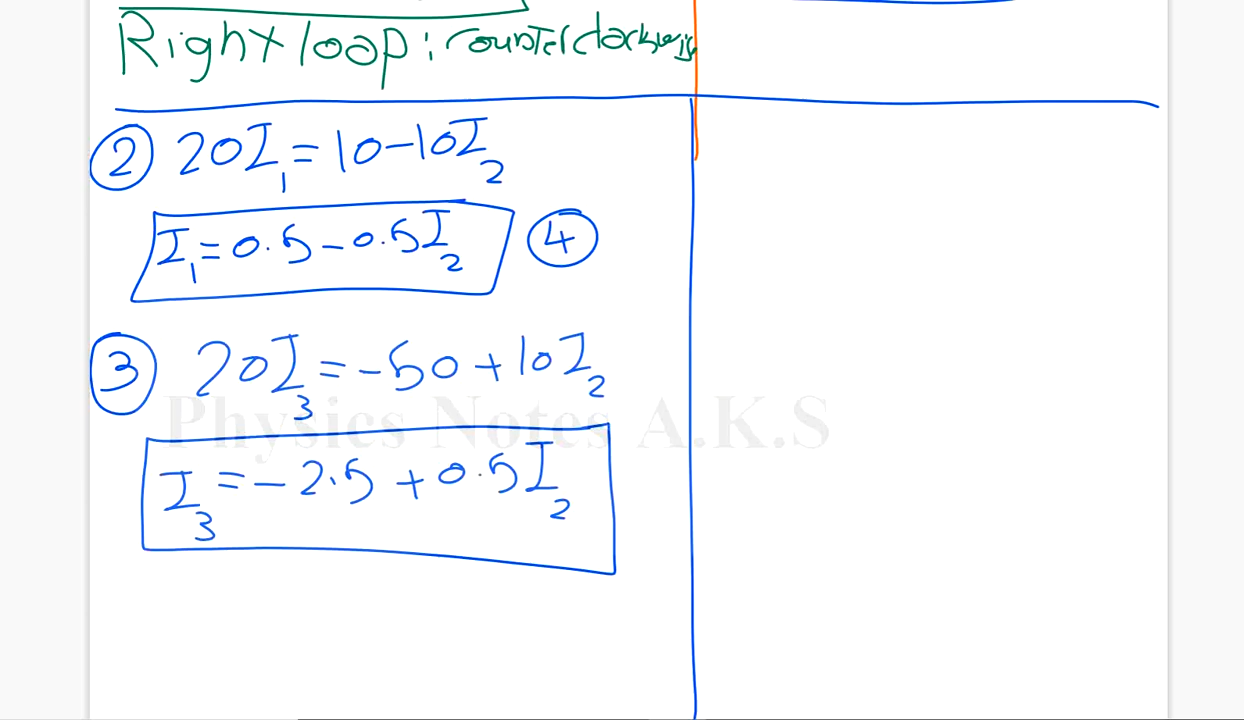 Right loop: counterclockwis
② 20I₁ = 10-10I₂
I₁ = 0.5 - 0.5I₂ ④
③ 20I₃ = -50 + 10I₂
Physics Notes A.K.S
I₃ = -2.5 + 0.5I₂